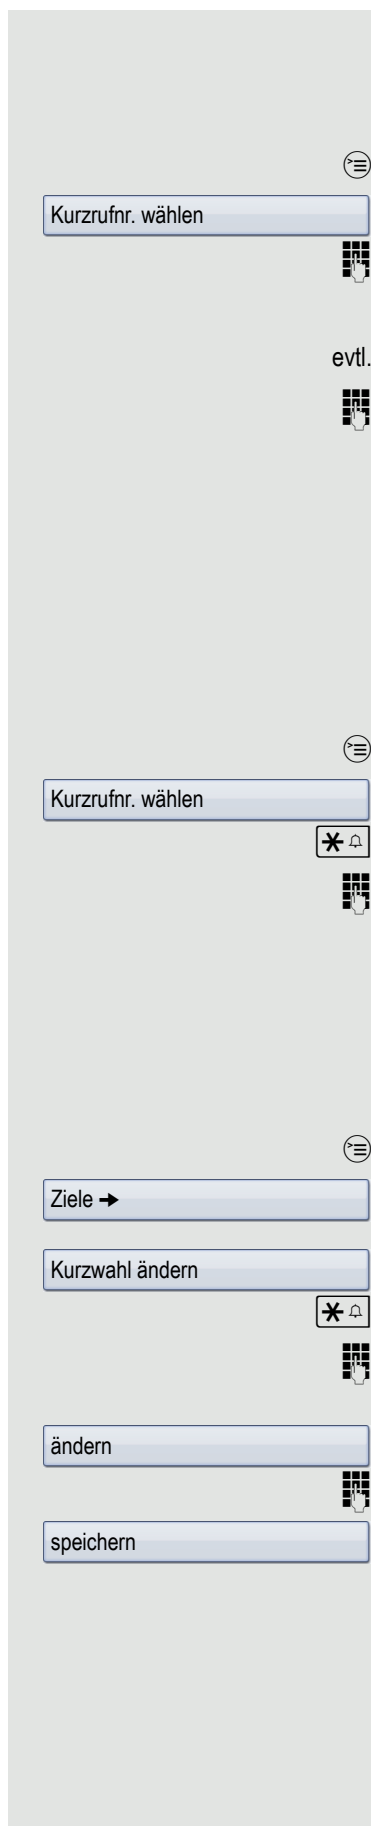 Kurzrufnr. wählen
evtl.
Kurzrufnr. wählen
Ziele ➔
Kurzwahl ändern
ändern
speichern